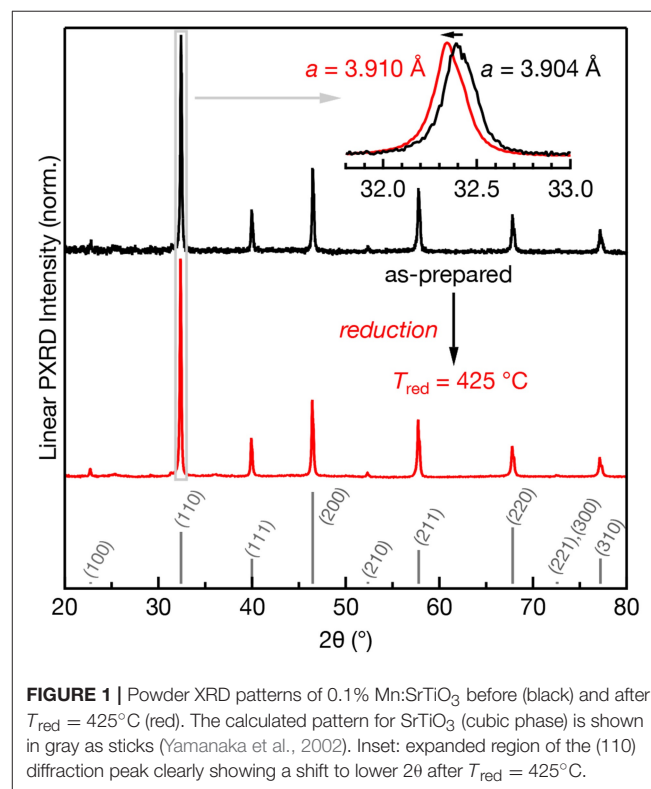 a = 3.910 Å
a = 3.904 Å
32.0 32.5 33.0
Linear PXRD Intensity (norm.)
as-prepared
reduction
Tred = 425 °C
(100)
(110)
(111)
(200)
(210)
(211)
(220)
(221),(300)
(310)
20 30 40 50 60 70 80
2θ (°)
FIGURE 1 | Powder XRD patterns of 0.1% Mn:SrTiO3 before (black) and after
Tred = 425°C (red). The calculated pattern for SrTiO3 (cubic phase) is shown
in gray as sticks (Yamanaka et al., 2002). Inset: expanded region of the (110)
diffraction peak clearly showing a shift to lower 2θ after Tred = 425°C.